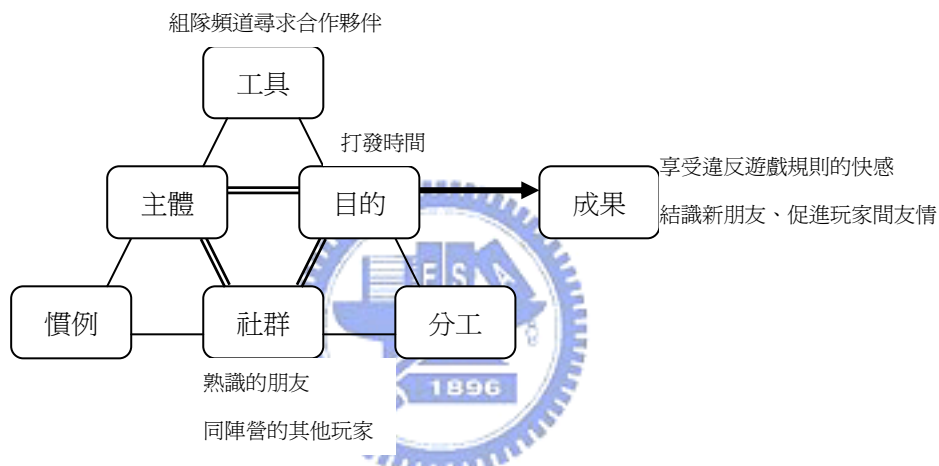 組隊頻道尋求合作夥伴
工具
打發時間
主體
目的
成果
享受違反遊戲規則的快感
結識新朋友、促進玩家間友情
E S A
慣例
社群
分工
1896
熟識的朋友
同陣營的其他玩家